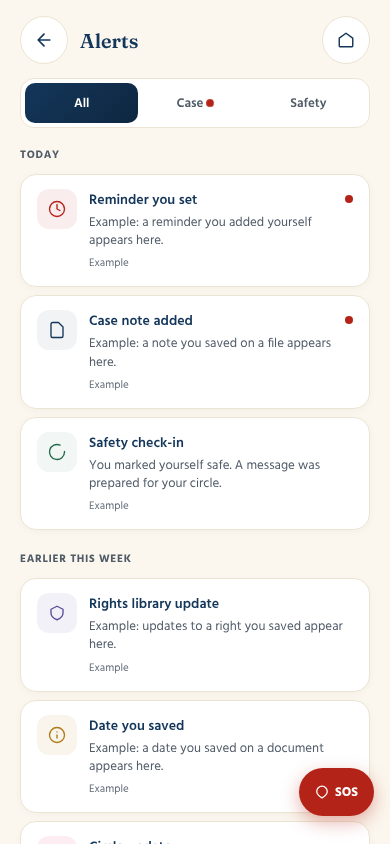 Alerts
All
Case
Safety
TODAY
Reminder you set
Example: a reminder you added yourself
appears here.
Example
Case note added
Example: a note you saved on a file appears
here.
Example
Safety check-in
You marked yourself safe. A message was
prepared for your circle.
Example
EARLIER THIS WEEK
Rights library update
Example: updates to a right you saved appear
here.
Example
Date you saved
Example: a date you saved on a document
appears here.
Example
SOS